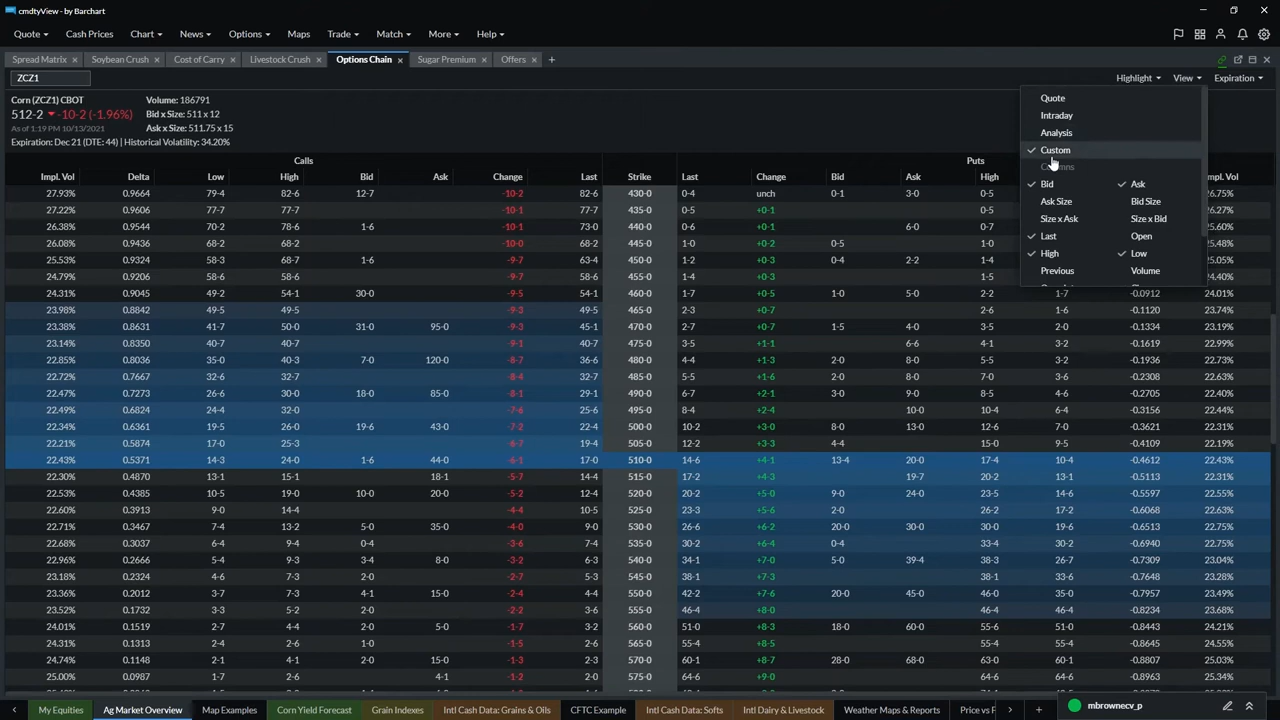 cmdtyView - by Barchart
Quote Cash Prices Chart News Options Maps Trade Match More Help
Spread Matrix × Soybean Crush × Cost of Carry × Livestock Crush × Options Chain × Sugar Premium × Offers × +
ZCZ1 Highlight View Expiration
Corn (ZCZ1) CBOT Volume: 186791
512-2 -10-2 (-1.96%) Bid x Size: 511 x 12
As of 1:19 PM 10/13/2021 Ask x Size: 511.75 x 15
Expiration: Dec 21 (DTE: 44) | Historical Volatility: 34.20%
Quote
Intraday
Analysis
Custom
Columns
Bid Ask
Ask Size Bid Size
Size x Ask Size x Bid
Last Open
High Low
Previous Volume
Calls Puts
Impl. Vol Delta Low High Bid Ask Change Last Strike Last Change Bid Ask High mpl. Vol
27.93% 0.9664 79-4 82-6 12-7 -10-2 82-6 430-0 0-4 unch 0-1 3-0 0-5 26.75%
27.22% 0.9606 77-7 77-7 -10-1 77-7 435-0 0-5 +0-1 0-5 26.27%
26.38% 0.9544 70-2 78-6 1-6 -10-1 73-0 440-0 0-6 +0-1 6-0 0-7 25.66%
26.08% 0.9436 68-3 68-3 -10-0 68-3 445-0 1-0 +0-2 0-5 1-0 25.48%
25.53% 0.9324 58-3 68-7 1-6 -9-7 63-4 450-0 1-2 +0-3 0-4 2-2 1-4 25.05%
24.79% 0.9206 58-6 58-6 -9-7 58-6 455-0 1-4 +0-3 1-5 24.40%
24.31% 0.9045 49-2 54-1 30-0 -9-5 54-1 460-0 1-7 +0-5 1-0 5-0 2-2 1-7 -0.0912 24.01%
23.98% 0.8842 49-5 49-5 -9-3 49-5 465-0 2-3 +0-7 2-6 1-6 -0.1120 23.74%
23.38% 0.8631 41-7 50-0 31-0 95-0 -9-3 45-1 470-0 2-7 +0-7 1-5 4-0 3-5 2-0 -0.1334 23.19%
23.14% 0.8350 40-7 40-7 -9-1 40-7 475-0 3-5 +1-1 6-6 4-1 3-2 -0.1619 22.99%
22.85% 0.8036 35-0 40-3 7-0 120-0 -8-7 36-6 480-0 4-4 +1-3 2-0 8-0 5-5 3-4 -0.1936 22.73%
22.72% 0.7667 32-6 32-7 -8-4 32-7 485-0 5-5 +1-6 2-0 8-0 7-0 5-1 -0.2308 22.63%
22.47% 0.7273 26-6 30-0 18-0 85-0 -8-1 29-1 490-0 6-7 +2-1 3-0 9-0 8-5 4-6 -0.2705 22.40%
22.49% 0.6824 24-4 32-0 -7-6 25-6 495-0 8-4 +2-4 10-0 10-4 6-4 -0.3156 22.44%
22.34% 0.6361 19-5 26-0 19-6 43-0 -7-2 22-4 500-0 10-2 +3-0 8-0 13-0 12-6 7-0 -0.3621 22.31%
22.21% 0.5874 17-0 25-3 -6-7 19-4 505-0 12-2 +3-3 4-4 15-0 9-5 -0.4109 22.19%
22.43% 0.5371 14-3 24-0 1-6 44-0 -6-1 17-0 510-0 14-6 +4-1 13-4 20-0 17-4 10-4 -0.4612 22.43%
22.30% 0.4870 13-1 15-1 18-1 -5-7 14-4 515-0 17-2 +4-3 19-7 20-2 13-1 -0.5113 22.31%
22.53% 0.4385 10-5 19-0 10-0 20-0 -5-2 12-4 520-0 20-2 +5-0 9-0 24-0 23-5 14-6 -0.5597 22.55%
22.60% 0.3913 9-0 14-4 -4-4 10-5 525-0 23-3 +5-6 2-0 26-2 18-0 -0.6068 22.63%
22.71% 0.3467 7-4 13-2 5-0 35-0 -4-0 9-0 530-0 26-6 +6-2 20-0 30-0 30-0 19-6 -0.6513 22.75%
22.68% 0.3037 6-4 9-4 0-4 -3-6 7-4 535-0 30-2 +6-4 0-4 33-4 26-7 -0.6940 22.75%
22.96% 0.2666 5-4 9-3 3-4 8-0 -3-2 6-4 540-0 34-1 +7-0 5-0 39-4 36-0 26-7 -0.7309 23.04%
23.18% 0.2324 4-6 7-3 2-0 -2-7 5-4 545-0 38-1 +7-3 38-1 33-6 -0.7648 23.28%
23.36% 0.2012 3-7 7-3 4-1 15-0 -2-4 4-5 550-0 42-2 +7-6 20-0 45-0 46-0 35-0 -0.7957 23.49%
23.52% 0.1732 3-3 5-2 2-0 -2-2 3-6 555-0 46-4 +8-0 46-4 46-4 -0.8234 23.68%
24.01% 0.1519 2-7 4-4 2-0 5-0 -1-7 3-2 560-0 51-0 +8-3 18-0 60-0 55-6 51-0 -0.8443 24.21%
24.31% 0.1313 2-4 4-2 -1-5 2-6 565-0 55-4 +8-5 55-4 55-4 -0.8646 24.55%
24.74% 0.1148 2-1 4-1 2-0 15-0 -1-3 2-3 570-0 60-1 +8-7 28-0 68-0 63-0 60-1 -0.8807 25.03%
25.00% 0.0987 1-7 2-1 4-1 -1-2 2-0 575-0 64-6 +9-0 64-6 64-6 -0.8964 25.34%
My Equities Ag Market Overview Map Examples Corn Yield Forecast Grain Indexes Intl Cash Data: Grains & Oils CFTC Example Intl Cash Data: Softs Intl Dairy & Livestock Weather Maps & Reports Price vs F mbrownecv_p